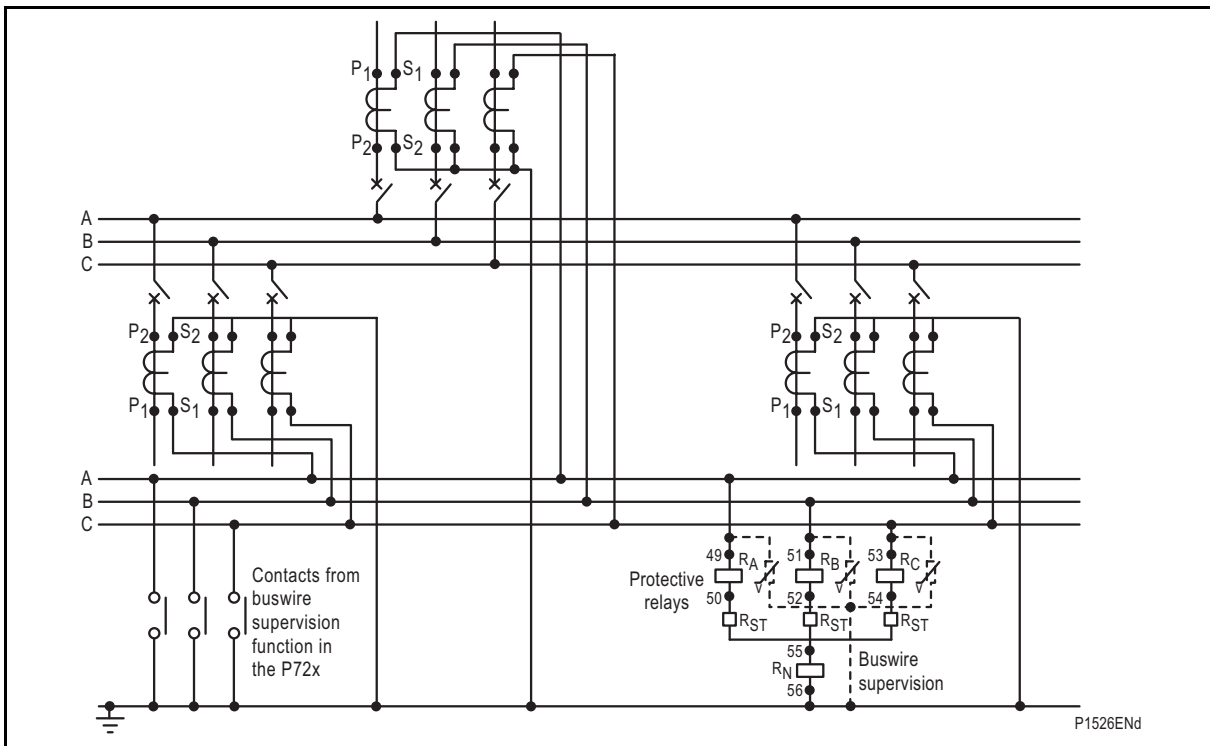 P1 S1
P2 S2
A
B
C
P2 S2
P1 S1
P2 S2
P1 S1
A
B
C
Contacts from
buswire
supervision
function in
the P72x
Protective
relays
49 RA
50
51 RB
52
53 RC
54
RST
RST
RST
55
RN
56
Buswire
supervision
P1526ENd